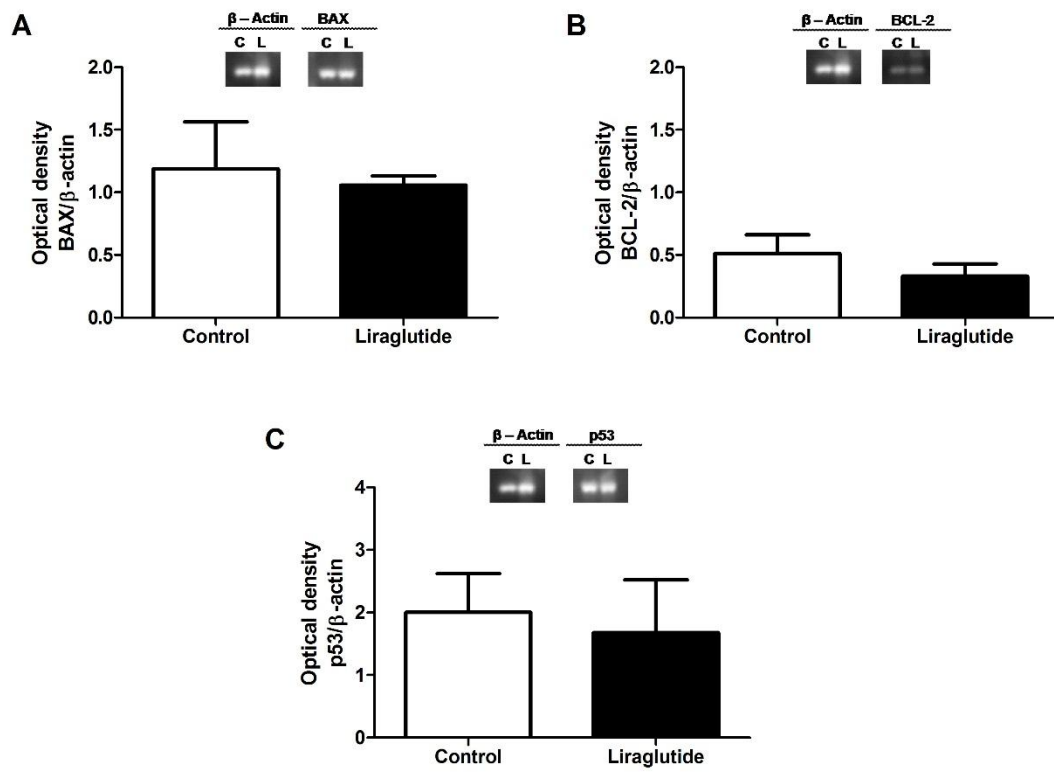 A
β – Actin BAX
C L C L
Optical density
BAX/β-actin
2.0
1.5
1.0
0.5
0.0
Control Liraglutide
B
β – Actin BCL-2
C L C L
Optical density
BCL-2/β-actin
2.0
1.5
1.0
0.5
0.0
Control Liraglutide
C
β – Actin p53
C L C L
Optical density
p53/β-actin
4
3
2
1
0
Control Liraglutide